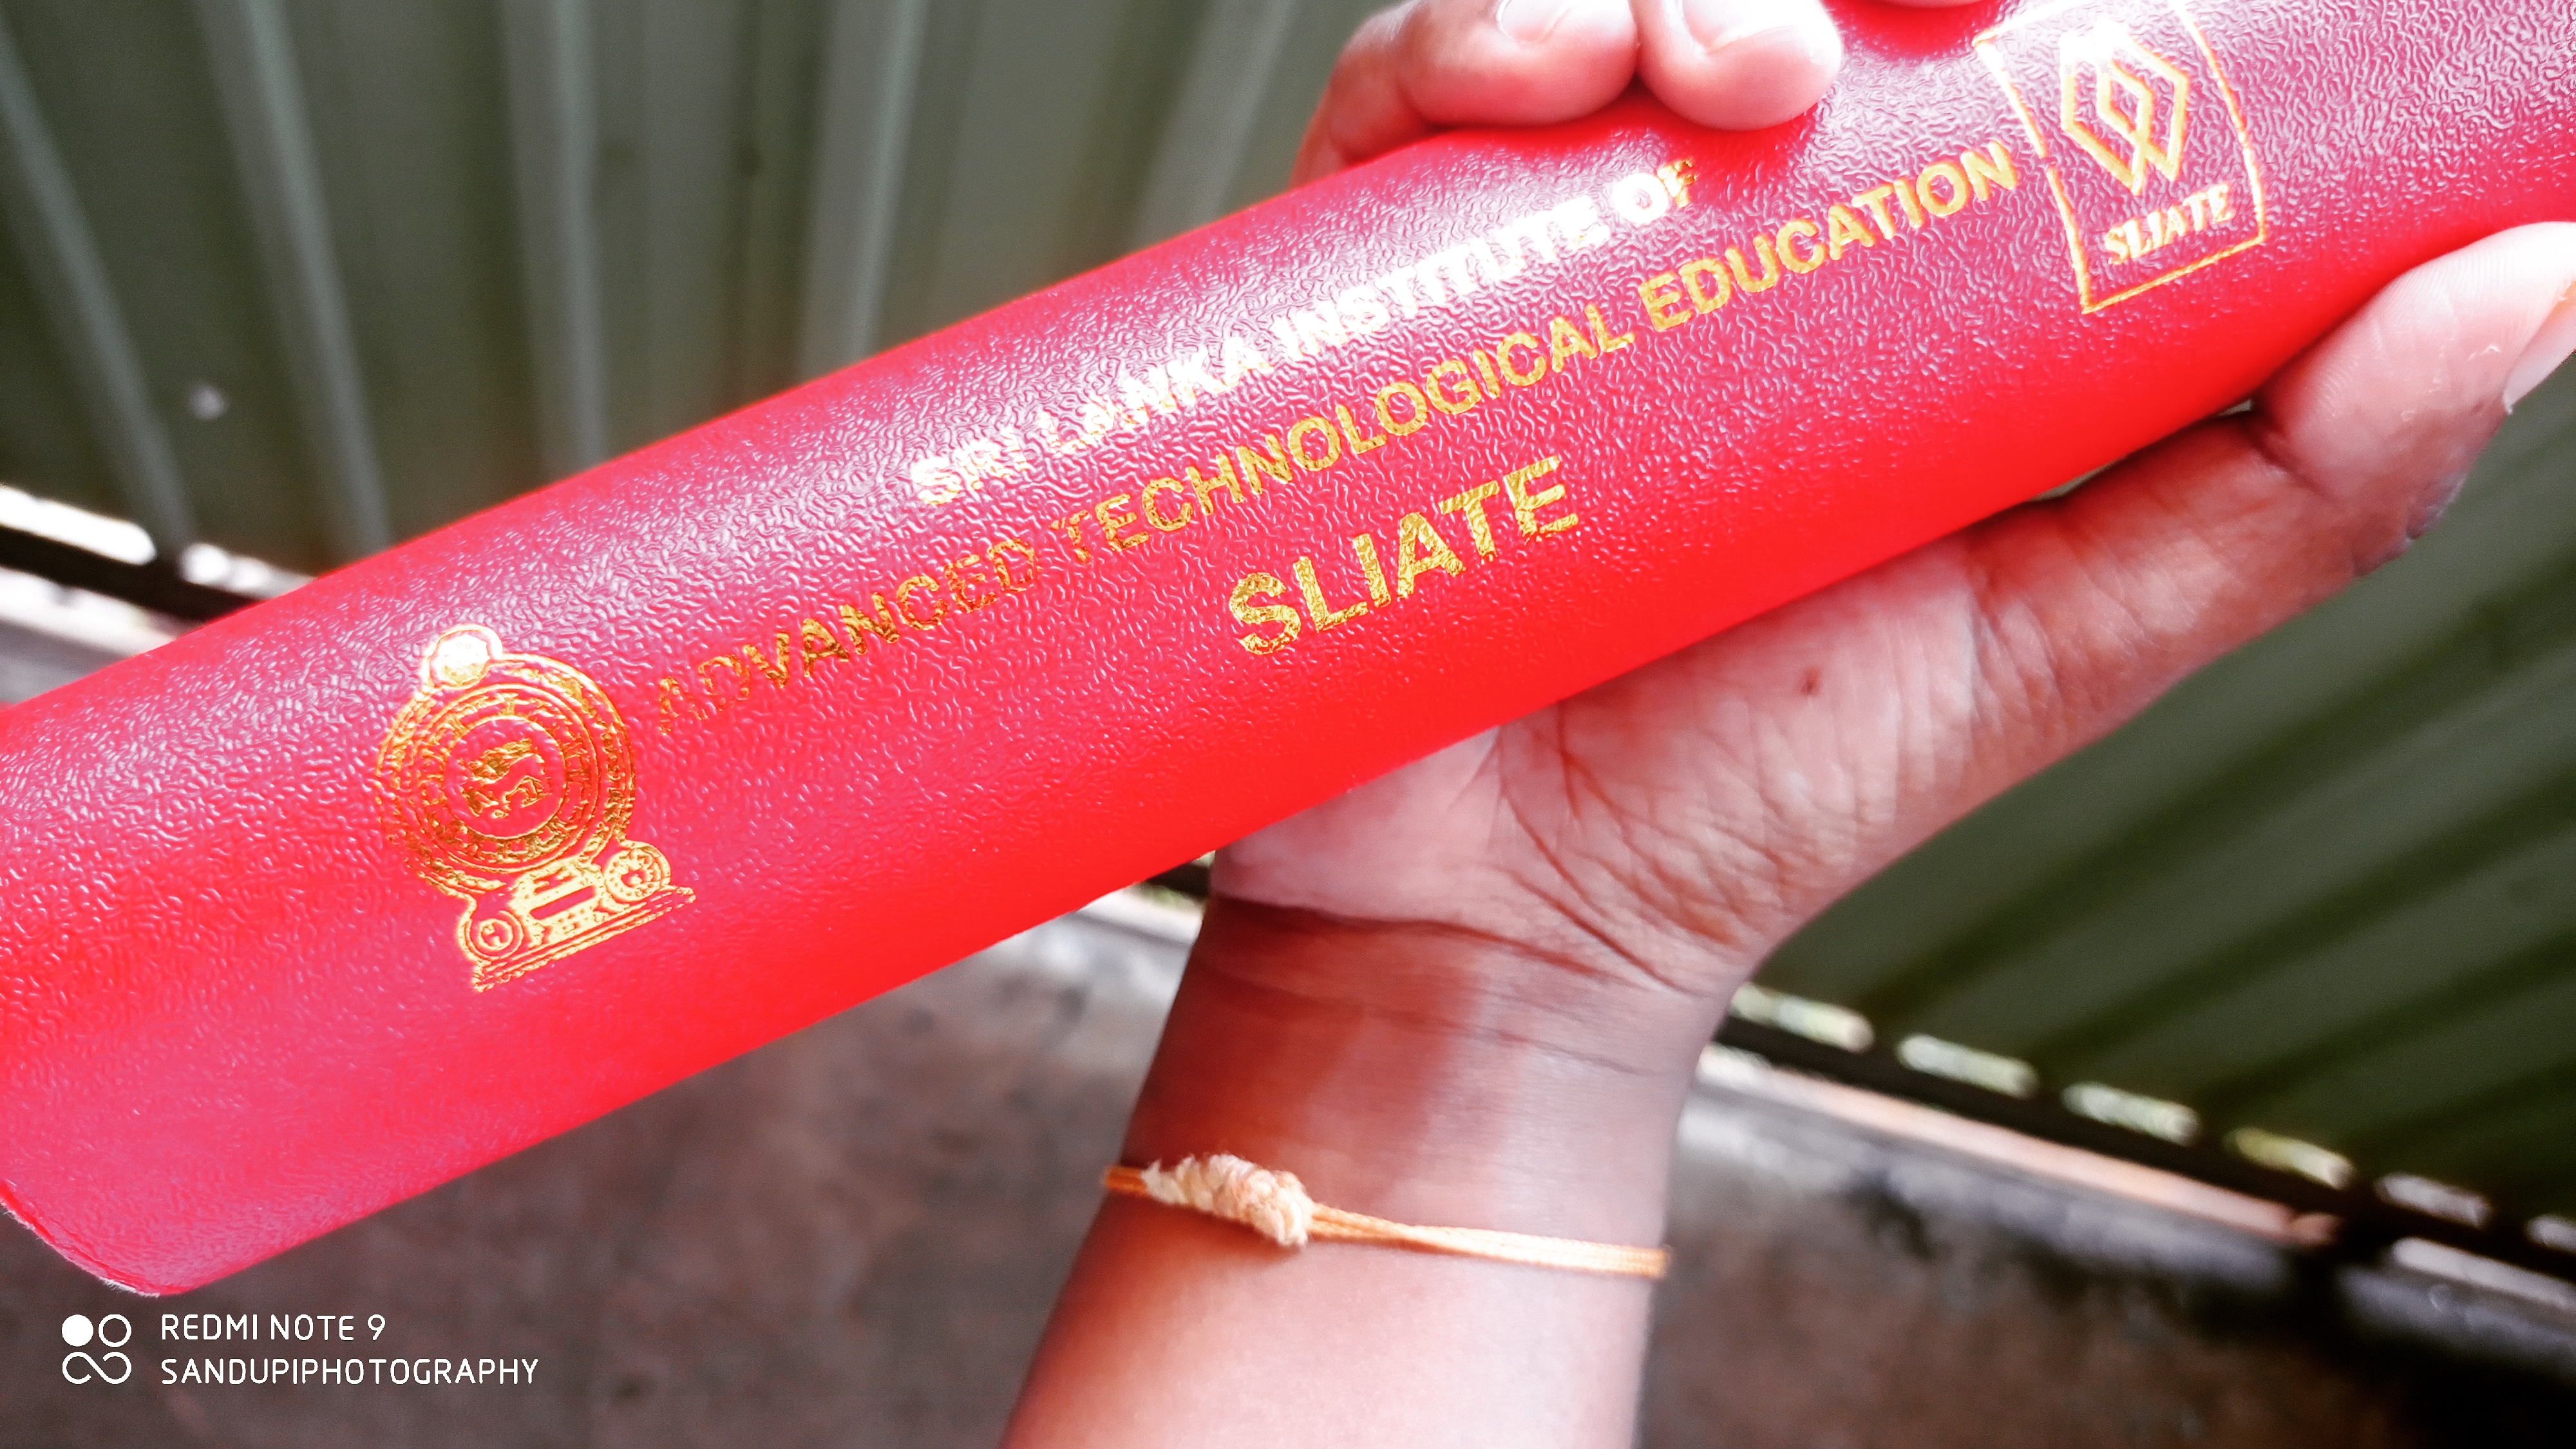 SRI LANKA INSTITUTE OF
ADVANCED TECHNOLOGICAL EDUCATION
SLIATE
SLIATE
REDMI NOTE 9
SANDUPIPHOTOGRAPHY